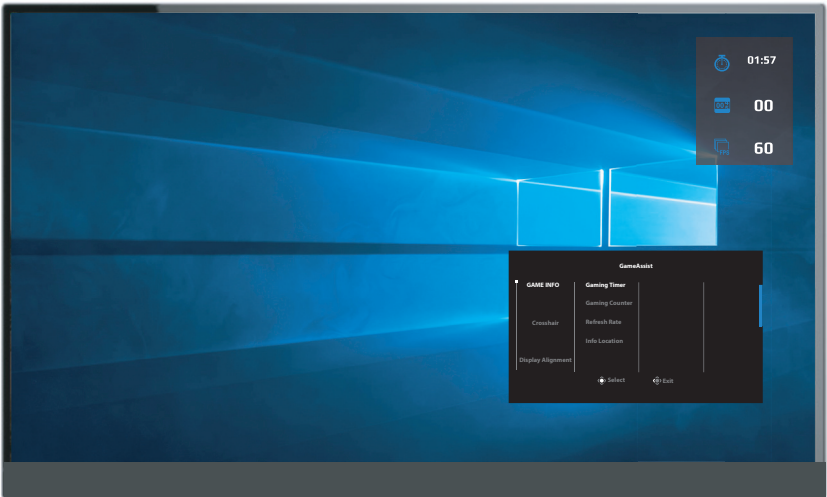 01:57
00
60
GameAssist
GAME INFO
Gaming Timer
Gaming Counter
Crosshair
Refresh Rate
Info Location
Display Alignment
Select
Exit